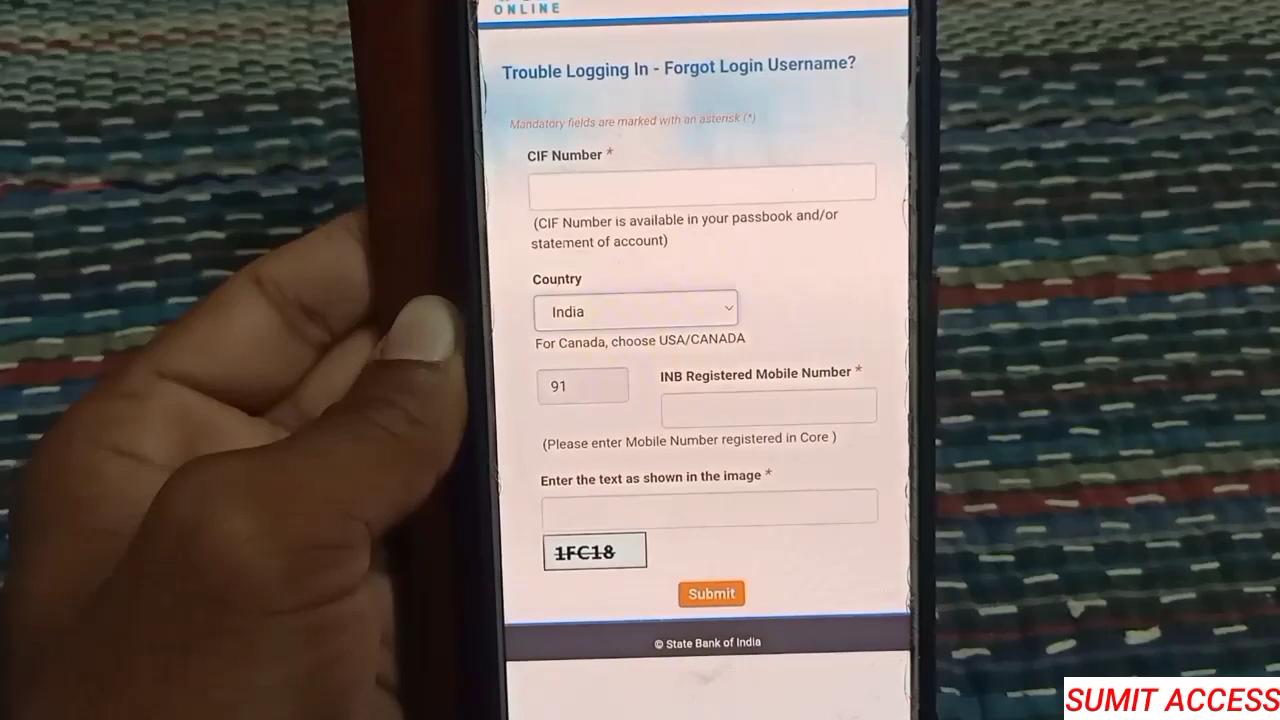 ONLINE
Trouble Logging In - Forgot Login Username?
Mandatory fields are marked with an asterisk (*)
CIF Number *
(CIF Number is available in your passbook and/or
statement of account)
Country
India
For Canada, choose USA/CANADA
91
INB Registered Mobile Number *
(Please enter Mobile Number registered in Core )
Enter the text as shown in the image *
1FC18
Submit
© State Bank of India
SUMIT ACCESS